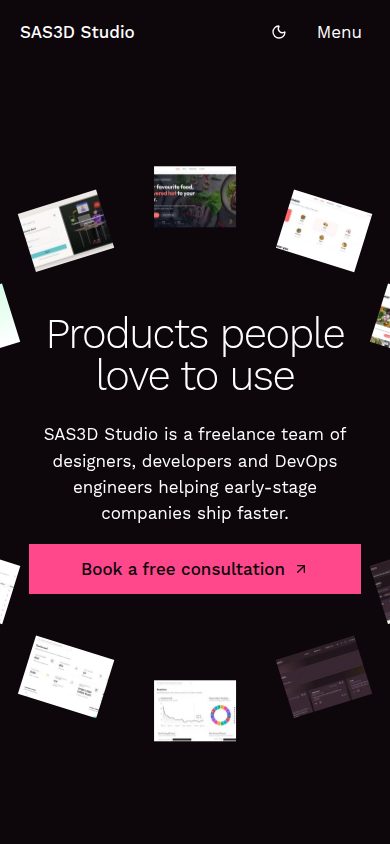 SAS3D Studio
Menu
Products people
love to use
SAS3D Studio is a freelance team of
designers, developers and DevOps
engineers helping early-stage
companies ship faster.
Book a free consultation